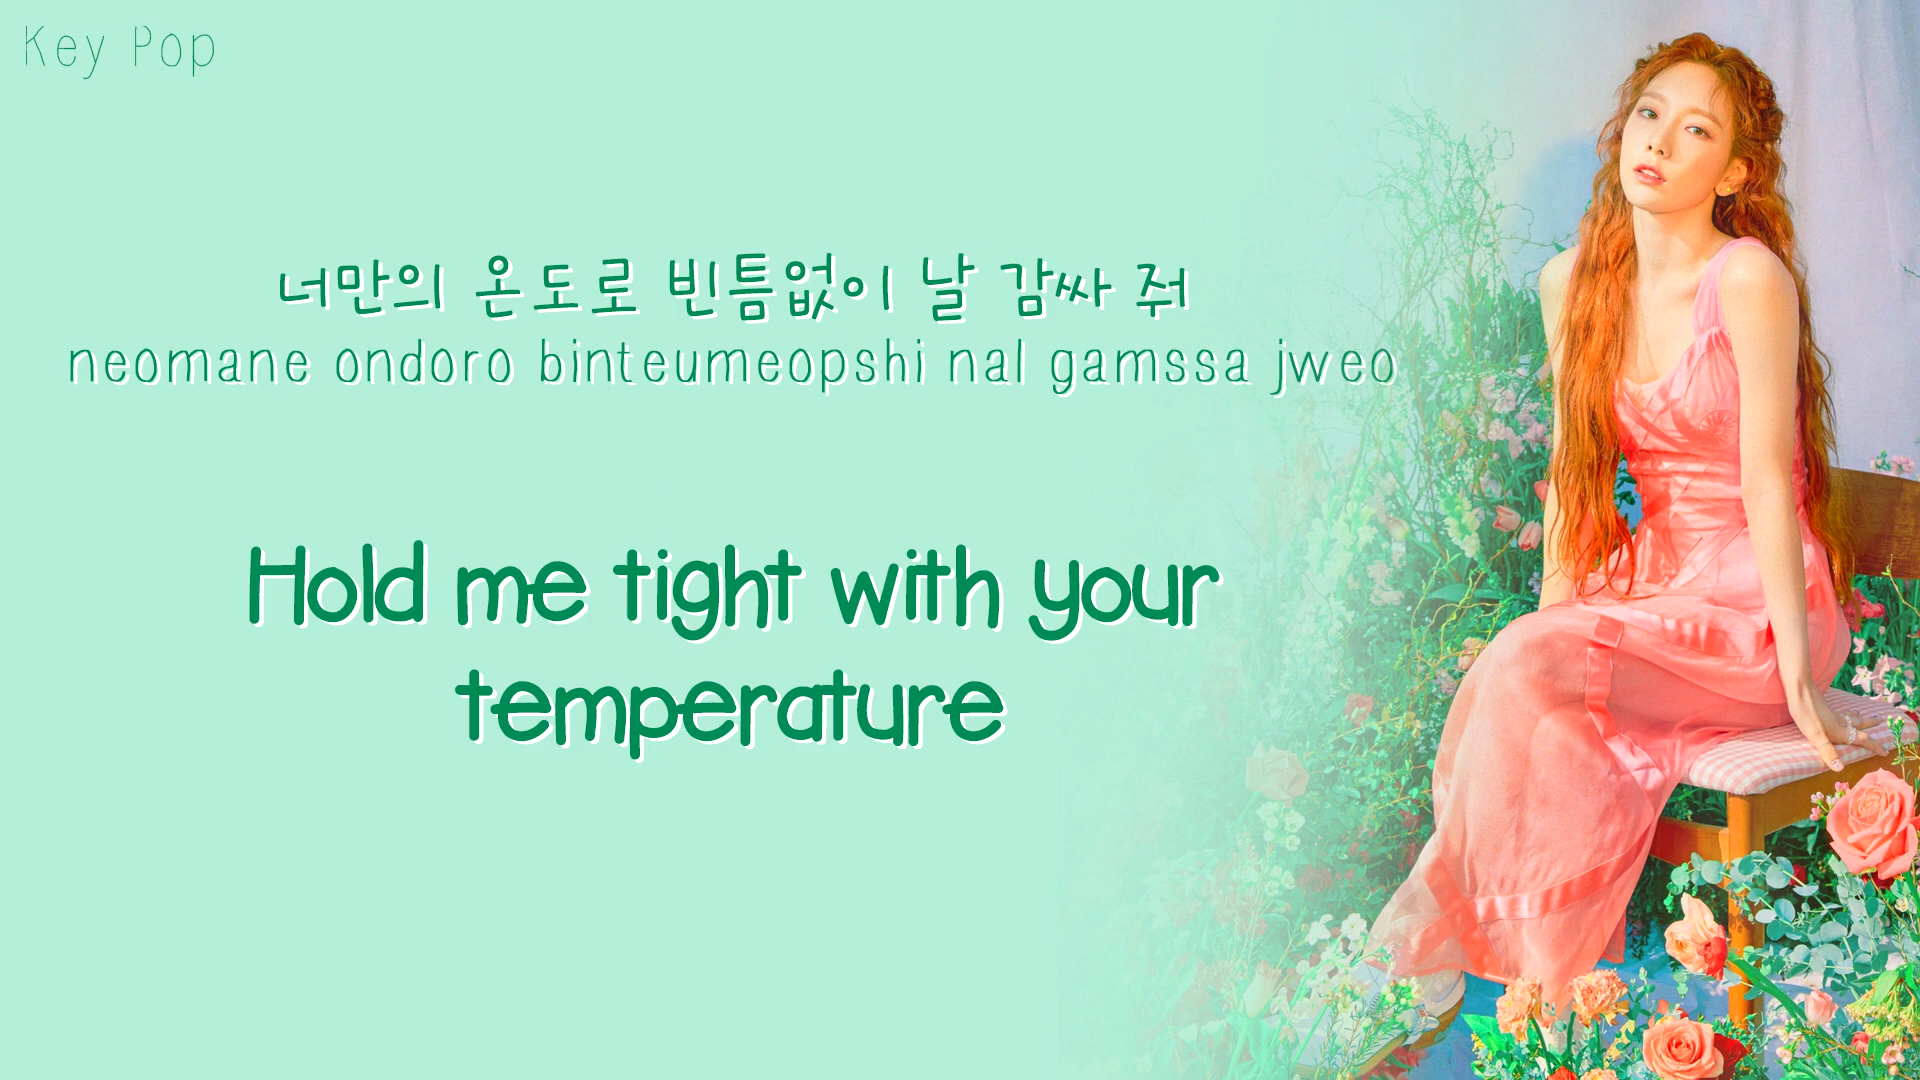 Key Pop
너만의 온도로 빈틈없이 날 감싸 줘
neomane ondoro binteumeopshi nal gamssa jweo
Hold me tight with your
temperature